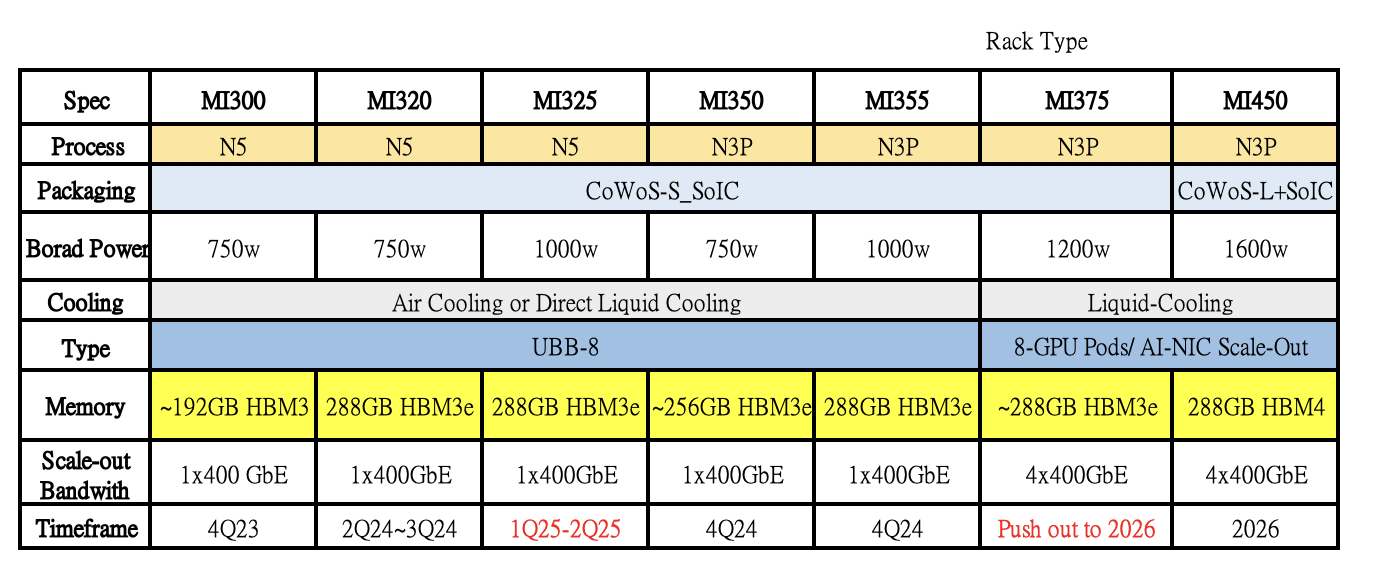 Rack Type
Spec MI300 MI320 MI325 MI350 MI355 MI375 MI450
Process N5 N5 N5 N3P N3P N3P N3P
Packaging CoWoS-S_SoIC CoWoS-L+SoIC
Borad Power 750w 750w 1000w 750w 1000w 1200w 1600w
Cooling Air Cooling or Direct Liquid Cooling Liquid-Cooling
Type UBB-8 8-GPU Pods/ AI-NIC Scale-Out
Memory ~192GB HBM3 288GB HBM3e 288GB HBM3e ~256GB HBM3e 288GB HBM3e ~288GB HBM3e 288GB HBM4
Scale-out
Bandwith 1x400 GbE 1x400GbE 1x400GbE 1x400GbE 1x400GbE 4x400GbE 4x400GbE
Timeframe 4Q23 2Q24~3Q24 1Q25-2Q25 4Q24 4Q24 Push out to 2026 2026